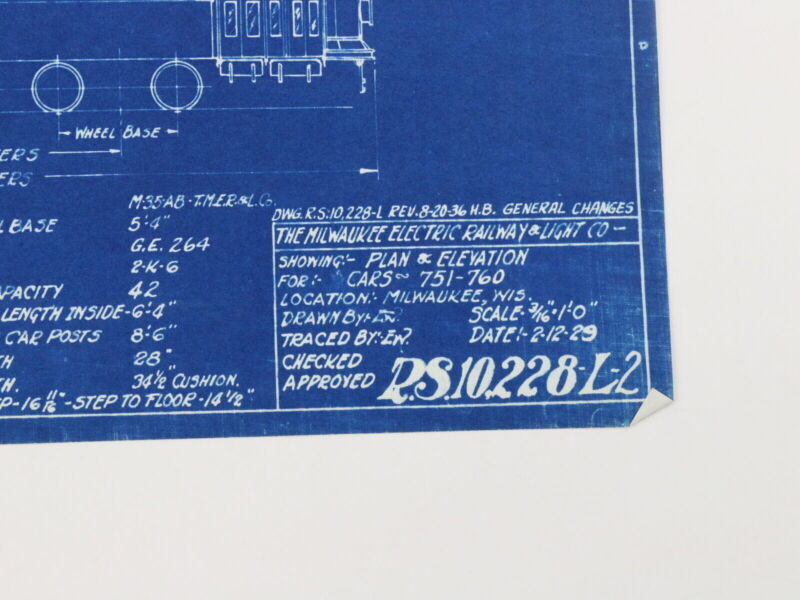 WHEEL BASE
ERS
ERS
M-35-AB-T.M.E.R.&L.Co.
L BASE 5'-4"
G.E. 264
2-K-6
PACITY 42
LENGTH INSIDE-6'-4"
CAR POSTS 8'-6"
TH 28"
H. 34½ CUSHION.
EP-16 11/16"-STEP TO FLOOR-14½"
DWG. R.S.10,228-L REV. 8-20-36 H.B. GENERAL CHANGES
THE MILWAUKEE ELECTRIC RAILWAY & LIGHT CO-
SHOWING:- PLAN & ELEVATION
FOR:- CARS~ 751-760
LOCATION:- MILWAUKEE, WIS.
DRAWN BY:- SCALE-3/16"=1'-0"
TRACED BY:- DATE:-2-12-29
CHECKED
APPROVED R.S.10,228-L-2